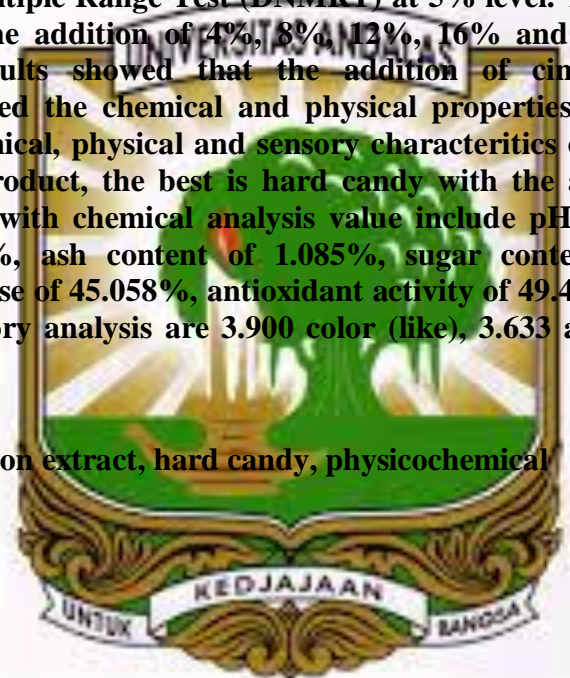 ltiple Range Test (DNMRT) at 5% level.
he addition of 4%, 8%, 12%, 16% and
UNIVERSITAS ANDALAS
ults showed that the addition of cin
ed the chemical and physical properties
ical, physical and sensory characteritics
roduct, the best is hard candy with the
with chemical analysis value include pH
%, ash content of 1.085%, sugar conte
se of 45.058%, antioxidant activity of 49.4
ry analysis are 3.900 color (like), 3.633 a
on extract, hard candy, physicochemical
KEDJAJAAN
UNTUK BANGSA